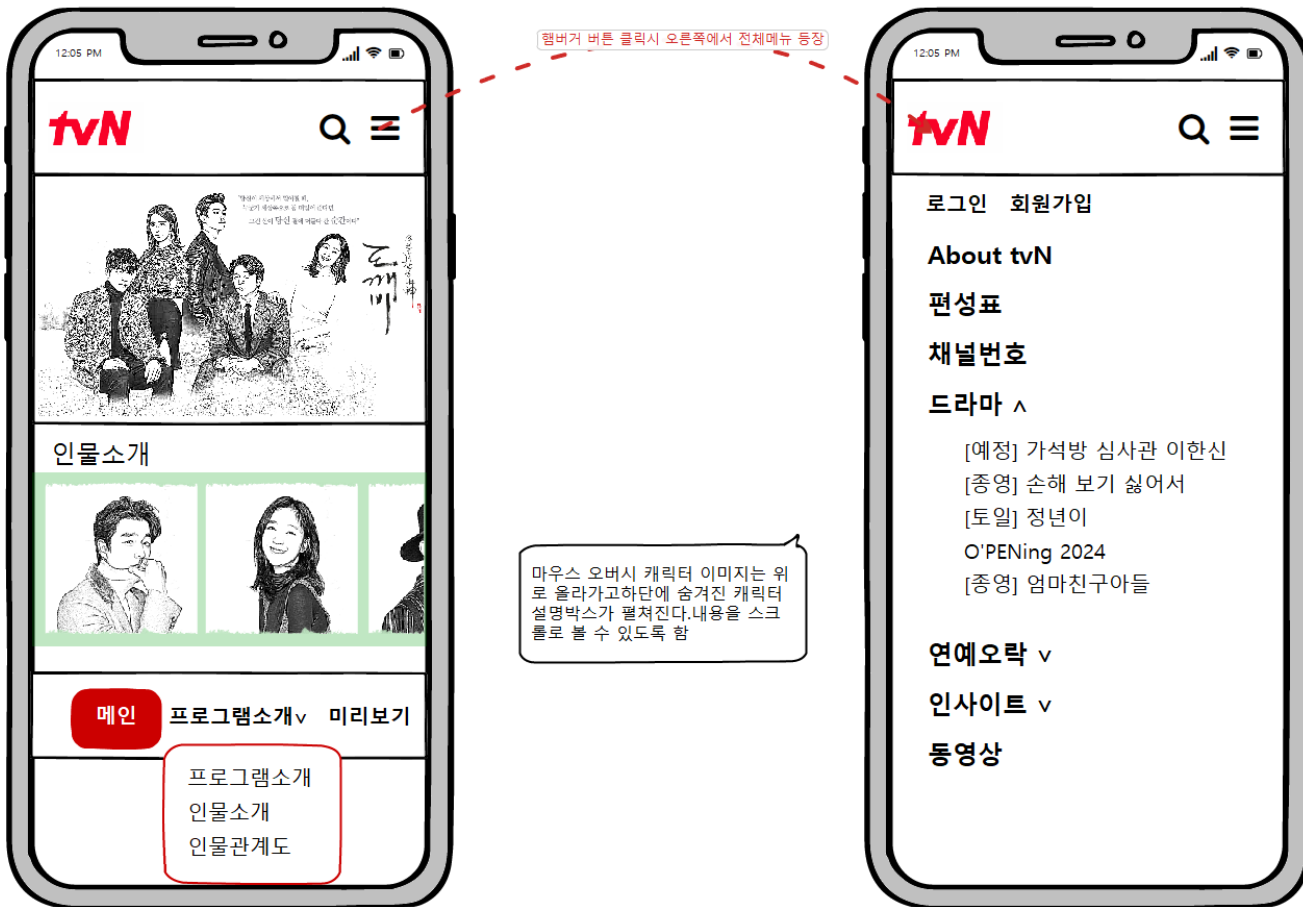 햄버거 버튼 클릭시 오른쪽에서 전체메뉴 등장
12:05 PM
tvN
도깨비
인물소개
메인 프로그램소개∨ 미리보기
프로그램소개
인물소개
인물관계도
마우스 오버시 캐릭터 이미지는 위
로 올라가고하단에 숨겨진 캐릭터
설명박스가 펼쳐진다.내용을 스크
롤로 볼 수 있도록 함
12:05 PM
tvN
로그인 회원가입
About tvN
편성표
채널번호
드라마 ∧
[예정] 가석방 심사관 이한신
[종영] 손해 보기 싫어서
[토일] 정년이
O'PENing 2024
[종영] 엄마친구아들
연예오락 ∨
인사이트 ∨
동영상